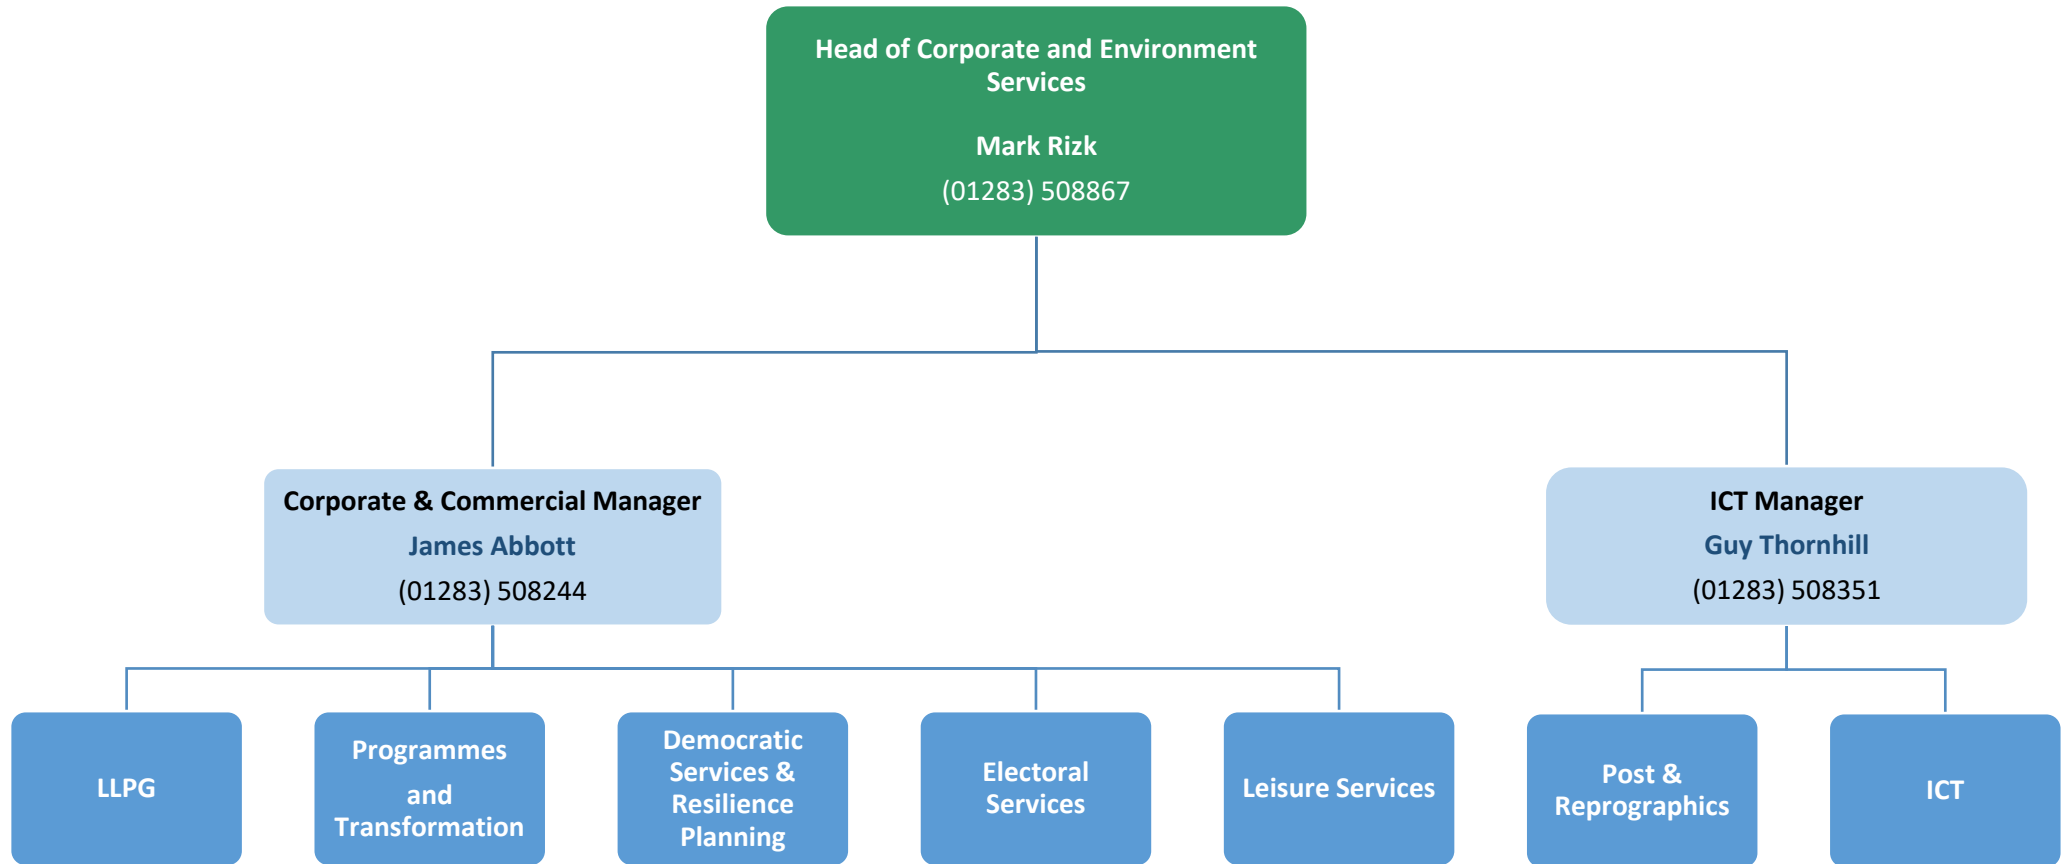 Head of Corporate and Environment
Services
Mark Rizk
(01283) 508867
Corporate & Commercial Manager
James Abbott
(01283) 508244
ICT Manager
Guy Thornhill
(01283) 508351
LLPG
Programmes
and
Transformation
Democratic
Services &
Resilience
Planning
Electoral
Services
Leisure Services
Post &
Reprographics
ICT